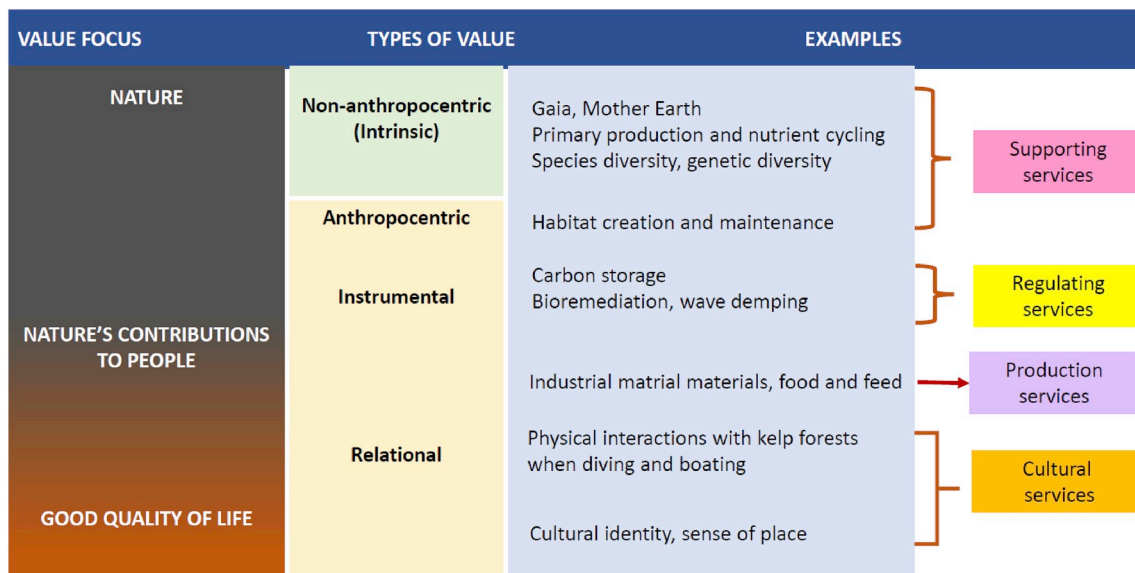 VALUE FOCUS
TYPES OF VALUE
EXAMPLES
NATURE
NATURE'S CONTRIBUTIONS
TO PEOPLE
GOOD QUALITY OF LIFE
Non-anthropocentric
(Intrinsic)
Anthropocentric
Instrumental
Relational
Gaia, Mother Earth
Primary production and nutrient cycling
Species diversity, genetic diversity
Habitat creation and maintenance
Carbon storage
Bioremediation, wave demping
Industrial matrial materials, food and feed
Physical interactions with kelp forests
when diving and boating
Cultural identity, sense of place
Supporting
services
Regulating
services
Production
services
Cultural
services